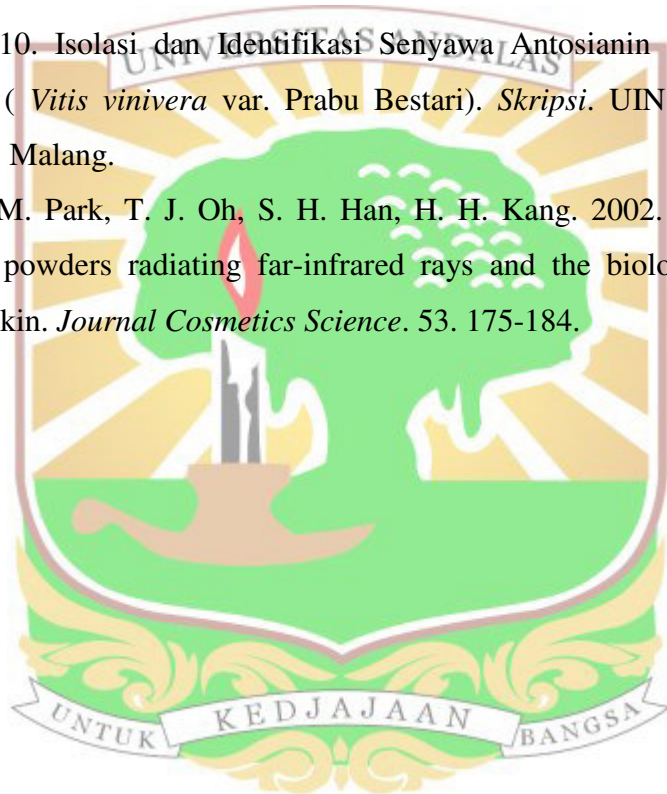 10. Isolasi dan Identifikasi Senyawa Antosianin
UNIVERSITAS ANDALAS
( Vitis vinivera var. Prabu Bestari). Skripsi. UIN
Malang.
M. Park, T. J. Oh, S. H. Han, H. H. Kang. 2002.
powders radiating far-infrared rays and the biolo
kin. Journal Cosmetics Science. 53. 175-184.
UNTUK KEDJAJAAN BANGSA